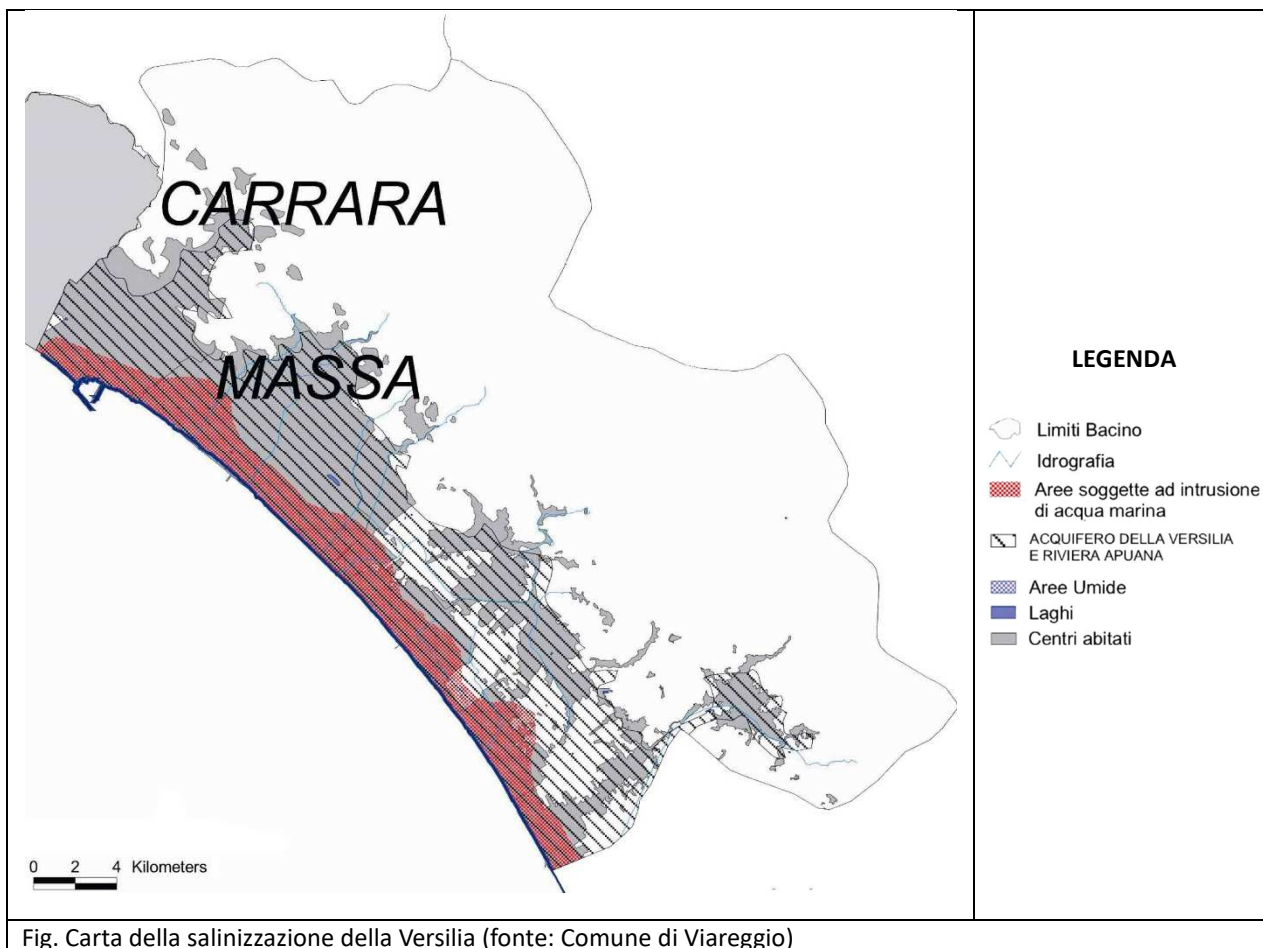 CARRARA
MASSA
0 2 4 Kilometers
LEGENDA
Limiti Bacino
Idrografia
Aree soggette ad intrusione
di acqua marina
ACQUIFERO DELLA VERSILIA
E RIVIERA APUANA
Aree Umide
Laghi
Centri abitati
Fig. Carta della salinizzazione della Versilia (fonte: Comune di Viareggio)